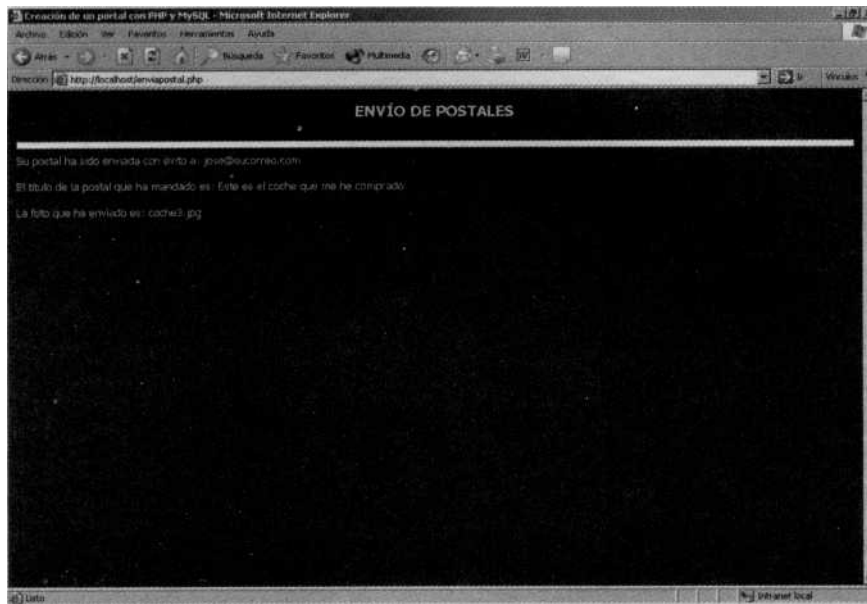 Creación de un portal con PHP y MySQL - Microsoft Internet Explorer
Archivo Edición Ver Favoritos Herramientas Ayuda
Atrás Búsqueda Favoritos Multimedia
Dirección http://localhost/enviapostal.php Ir Vínculos
ENVÍO DE POSTALES
Su postal ha sido enviada con éxito a: jose@sucorreo.com
El título de la postal que ha mandado es: Este es el coche que me he comprado
La foto que ha enviado es: coche3.jpg
Listo Intranet local